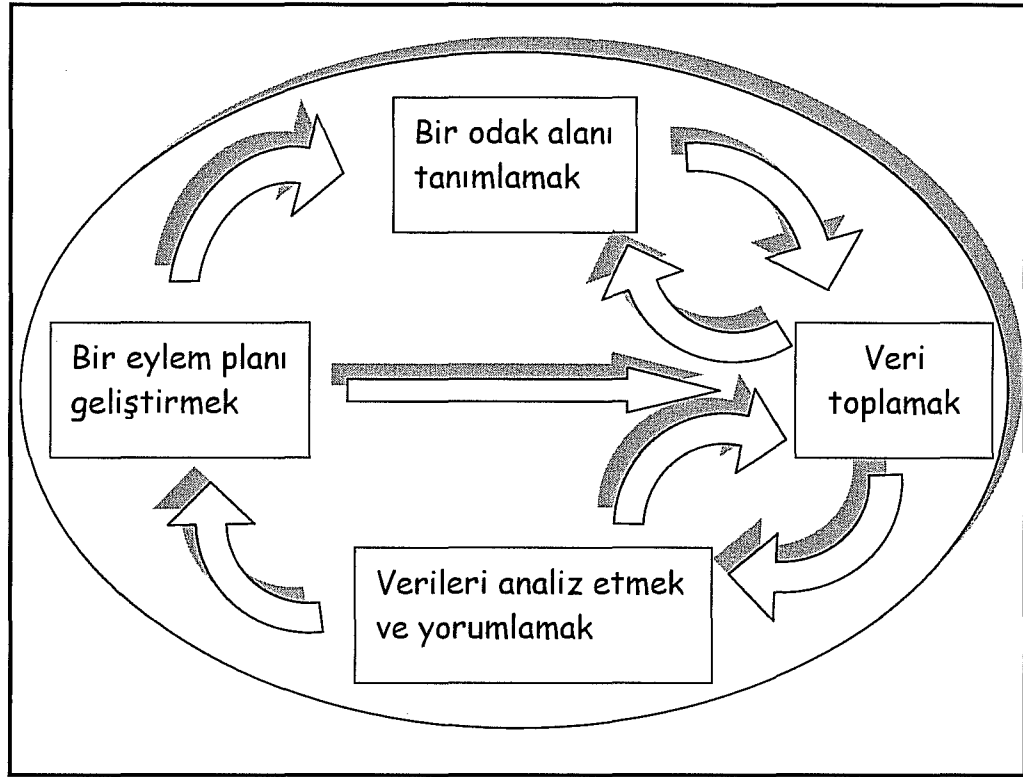 Bir odak alanı
tanımlamak
Bir eylem planı
geliştirmek
Veri
toplamak
Verileri analiz etmek
ve yorumlamak